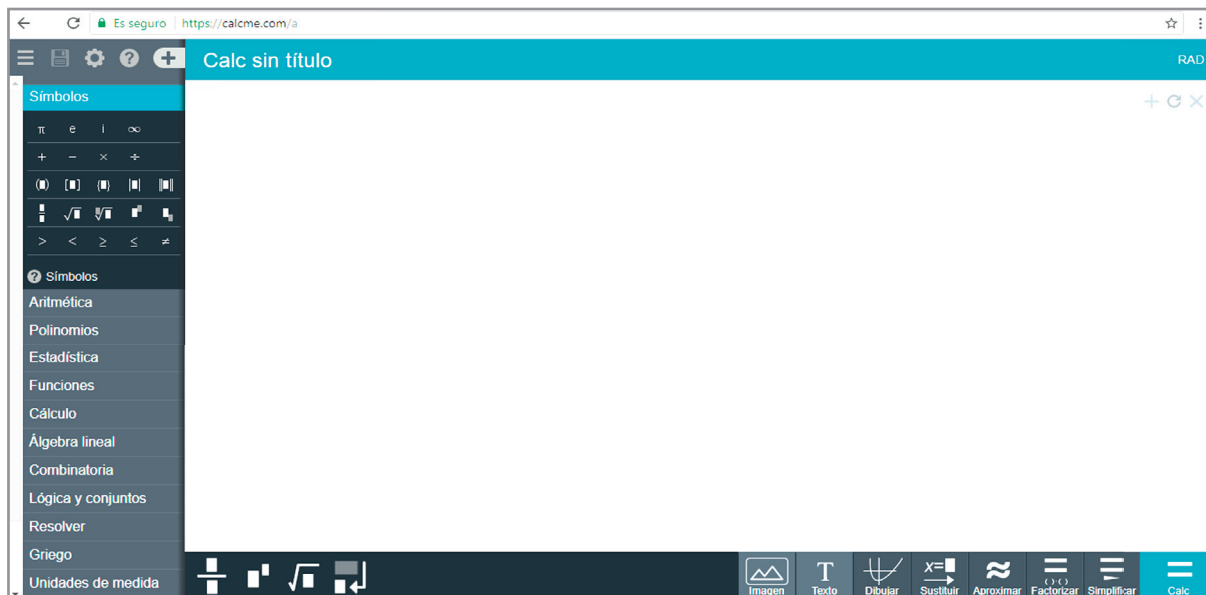 Es seguro https://calcme.com/a
Calc sin título
RAD
Símbolos
π e i ∞
+ − × ÷
> < ≥ ≤ ≠
Símbolos
Aritmética
Polinomios
Estadística
Funciones
Cálculo
Álgebra lineal
Combinatoria
Lógica y conjuntos
Resolver
Griego
Unidades de medida
Imagen
T
Texto
Dibujar
x=
Sustituir
Aproximar
Factorizar
Simplificar
Calc